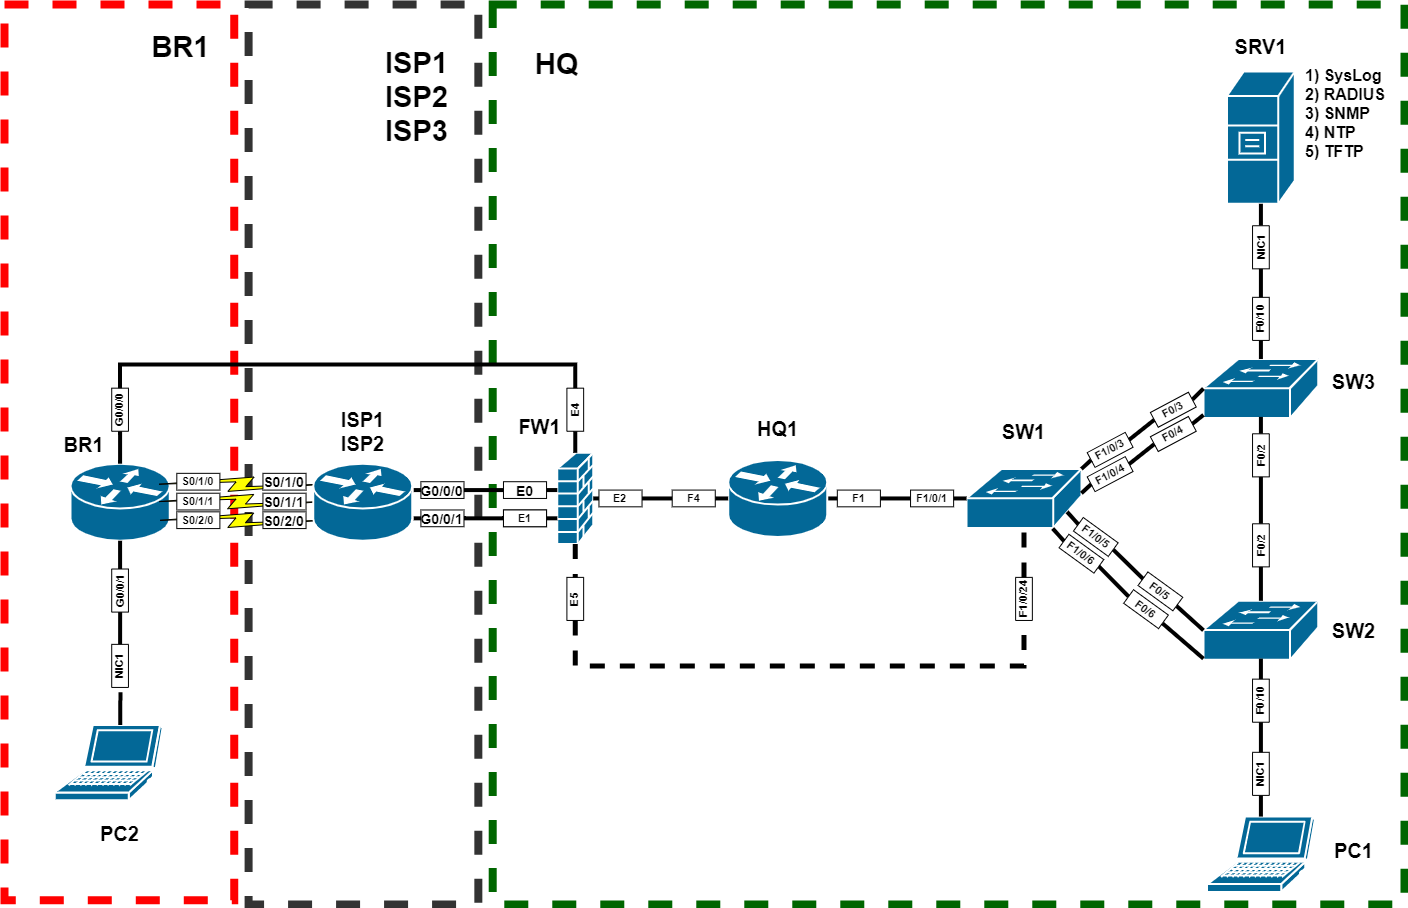 BR1
ISP1
ISP2
ISP3
HQ
SRV1
1) SysLog
2) RADIUS
3) SNMP
4) NTP
5) TFTP
NIC1
F0/10
SW3
F0/3
F0/4
F1/0/3
F1/0/4
F0/2
F0/2
G0/0/0
BR1
S0/1/0
S0/1/1
S0/2/0
S0/1/0
S0/1/1
S0/2/0
ISP1
ISP2
G0/0/0
G0/0/1
E4
FW1
E0
E1
E2
F4
HQ1
F1
F1/0/1
SW1
F1/0/5
F1/0/6
F0/5
F0/6
E5
F1/0/24
SW2
G0/0/1
NIC1
PC2
F0/10
NIC1
PC1